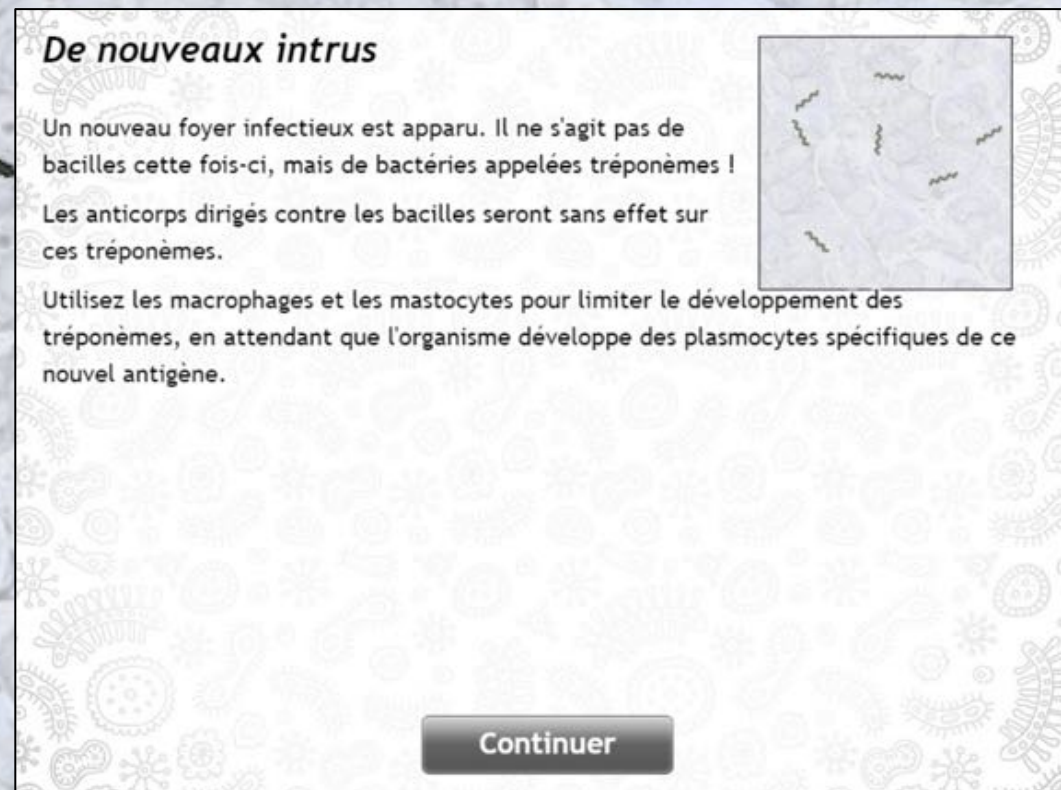 De nouveaux intrus
Un nouveau foyer infectieux est apparu. Il ne s'agit pas de
bacilles cette fois-ci, mais de bactéries appelées tréponèmes !
Les anticorps dirigés contre les bacilles seront sans effet sur
ces tréponèmes.
Utilisez les macrophages et les mastocytes pour limiter le développement des
tréponèmes, en attendant que l'organisme développe des plasmocytes spécifiques de ce
nouvel antigène.
Continuer